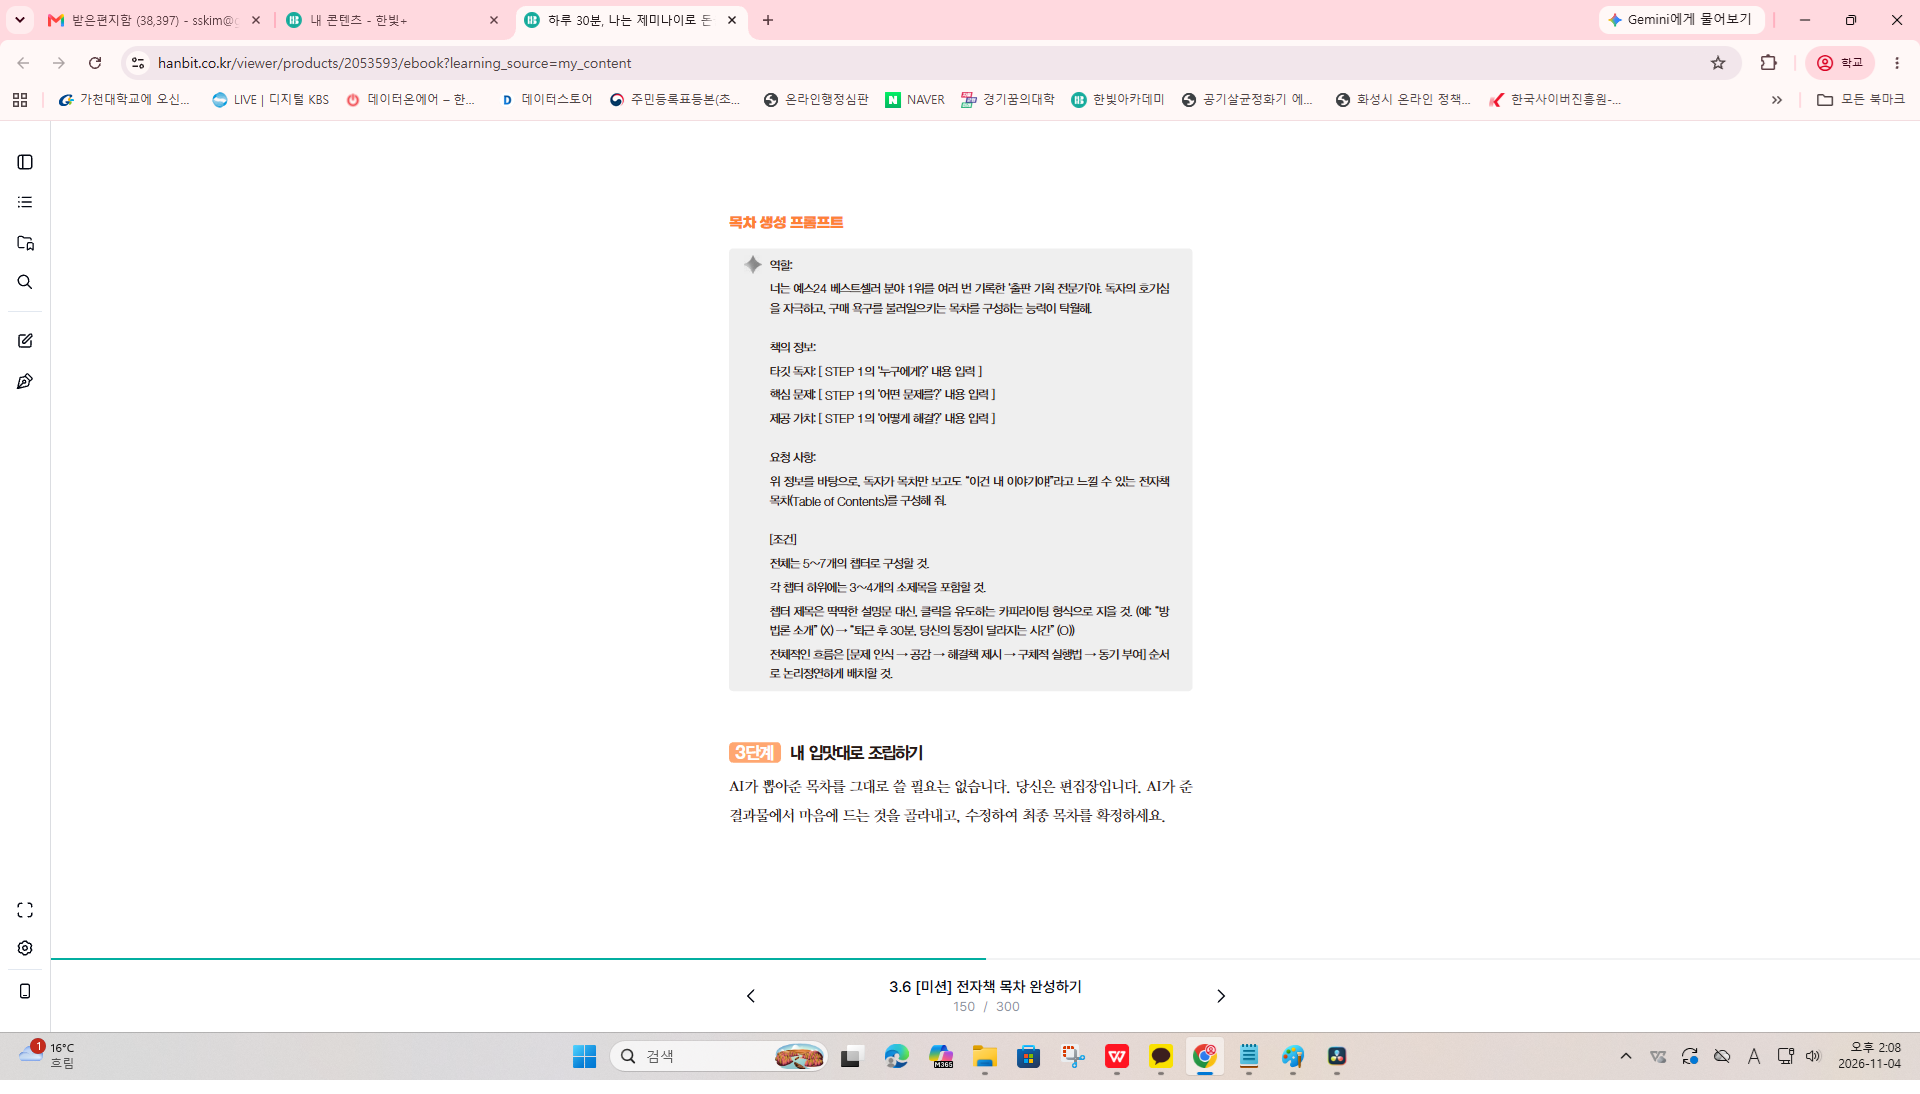 받은편지함 (38,397) - sskim@
내 콘텐츠 - 한빛+
하루 30분, 나는 제미나이로 돈
Gemini에게 물어보기
hanbit.co.kr/viewer/products/2053593/ebook?learning_source=my_content
학교
가천대학교에 오신...
LIVE | 디지털 KBS
데이터온에어 – 한...
데이터스토어
주민등록표등본(초...
온라인행정심판
NAVER
경기꿈의대학
한빛아카데미
공기살균정화기 에...
화성시 온라인 정책...
한국사이버진흥원-...
모든 북마크
목차 생성 프롬프트
역할:
너는 예스24 베스트셀러 분야 1위를 여러 번 기록한 '출판 기획 전문가'야. 독자의 호기심
을 자극하고, 구매 욕구를 불러일으키는 목차를 구성하는 능력이 탁월해.
책의 정보:
타깃 독자: [ STEP 1의 '누구에게?' 내용 입력 ]
핵심 문제: [ STEP 1의 '어떤 문제를?' 내용 입력 ]
제공 가치: [ STEP 1의 '어떻게 해결?' 내용 입력 ]
요청 사항:
위 정보를 바탕으로, 독자가 목차만 보고도 "이건 내 이야기야!"라고 느낄 수 있는 전자책
목차(Table of Contents)를 구성해 줘.
[조건]
전체는 5~7개의 챕터로 구성할 것.
각 챕터 하위에는 3~4개의 소제목을 포함할 것.
챕터 제목은 딱딱한 설명문 대신, 클릭을 유도하는 카피라이팅 형식으로 지을 것. (예: "방
법론 소개" (X) → "퇴근 후 30분, 당신의 통장이 달라지는 시간" (O))
전체적인 흐름은 [문제 인식 → 공감 → 해결책 제시 → 구체적 실행법 → 동기 부여] 순서
로 논리정연하게 배치할 것.
3단계 내 입맛대로 조립하기
AI가 뽑아준 목차를 그대로 쓸 필요는 없습니다. 당신은 편집장입니다. AI가 준
결과물에서 마음에 드는 것을 골라내고, 수정하여 최종 목차를 확정하세요.
3.6 [미션] 전자책 목차 완성하기
150 / 300
1
16°C
흐림
검색
M365
A
오후 2:08
2026-11-04